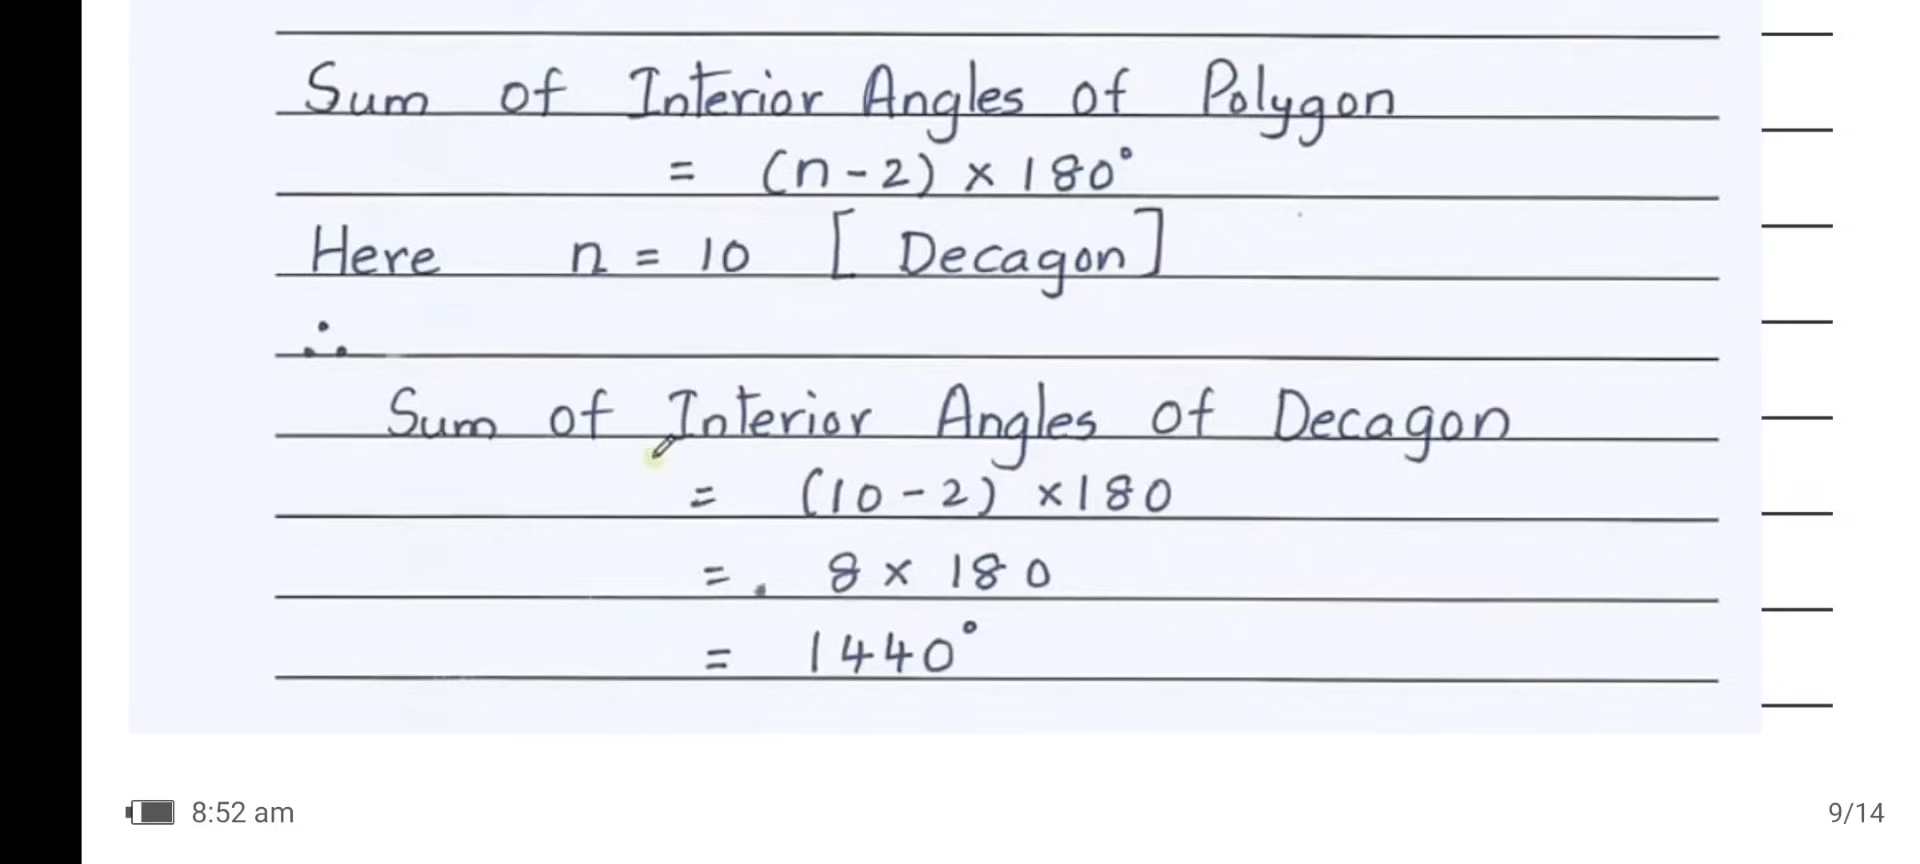 Sum of Interior Angles of Polygon
= (n-2) × 180°
Here n = 10 [Decagon]
∴
Sum of Interior Angles of Decagon
= (10-2) ×180
= 8 × 180
= 1440°
8:52 am 9/14